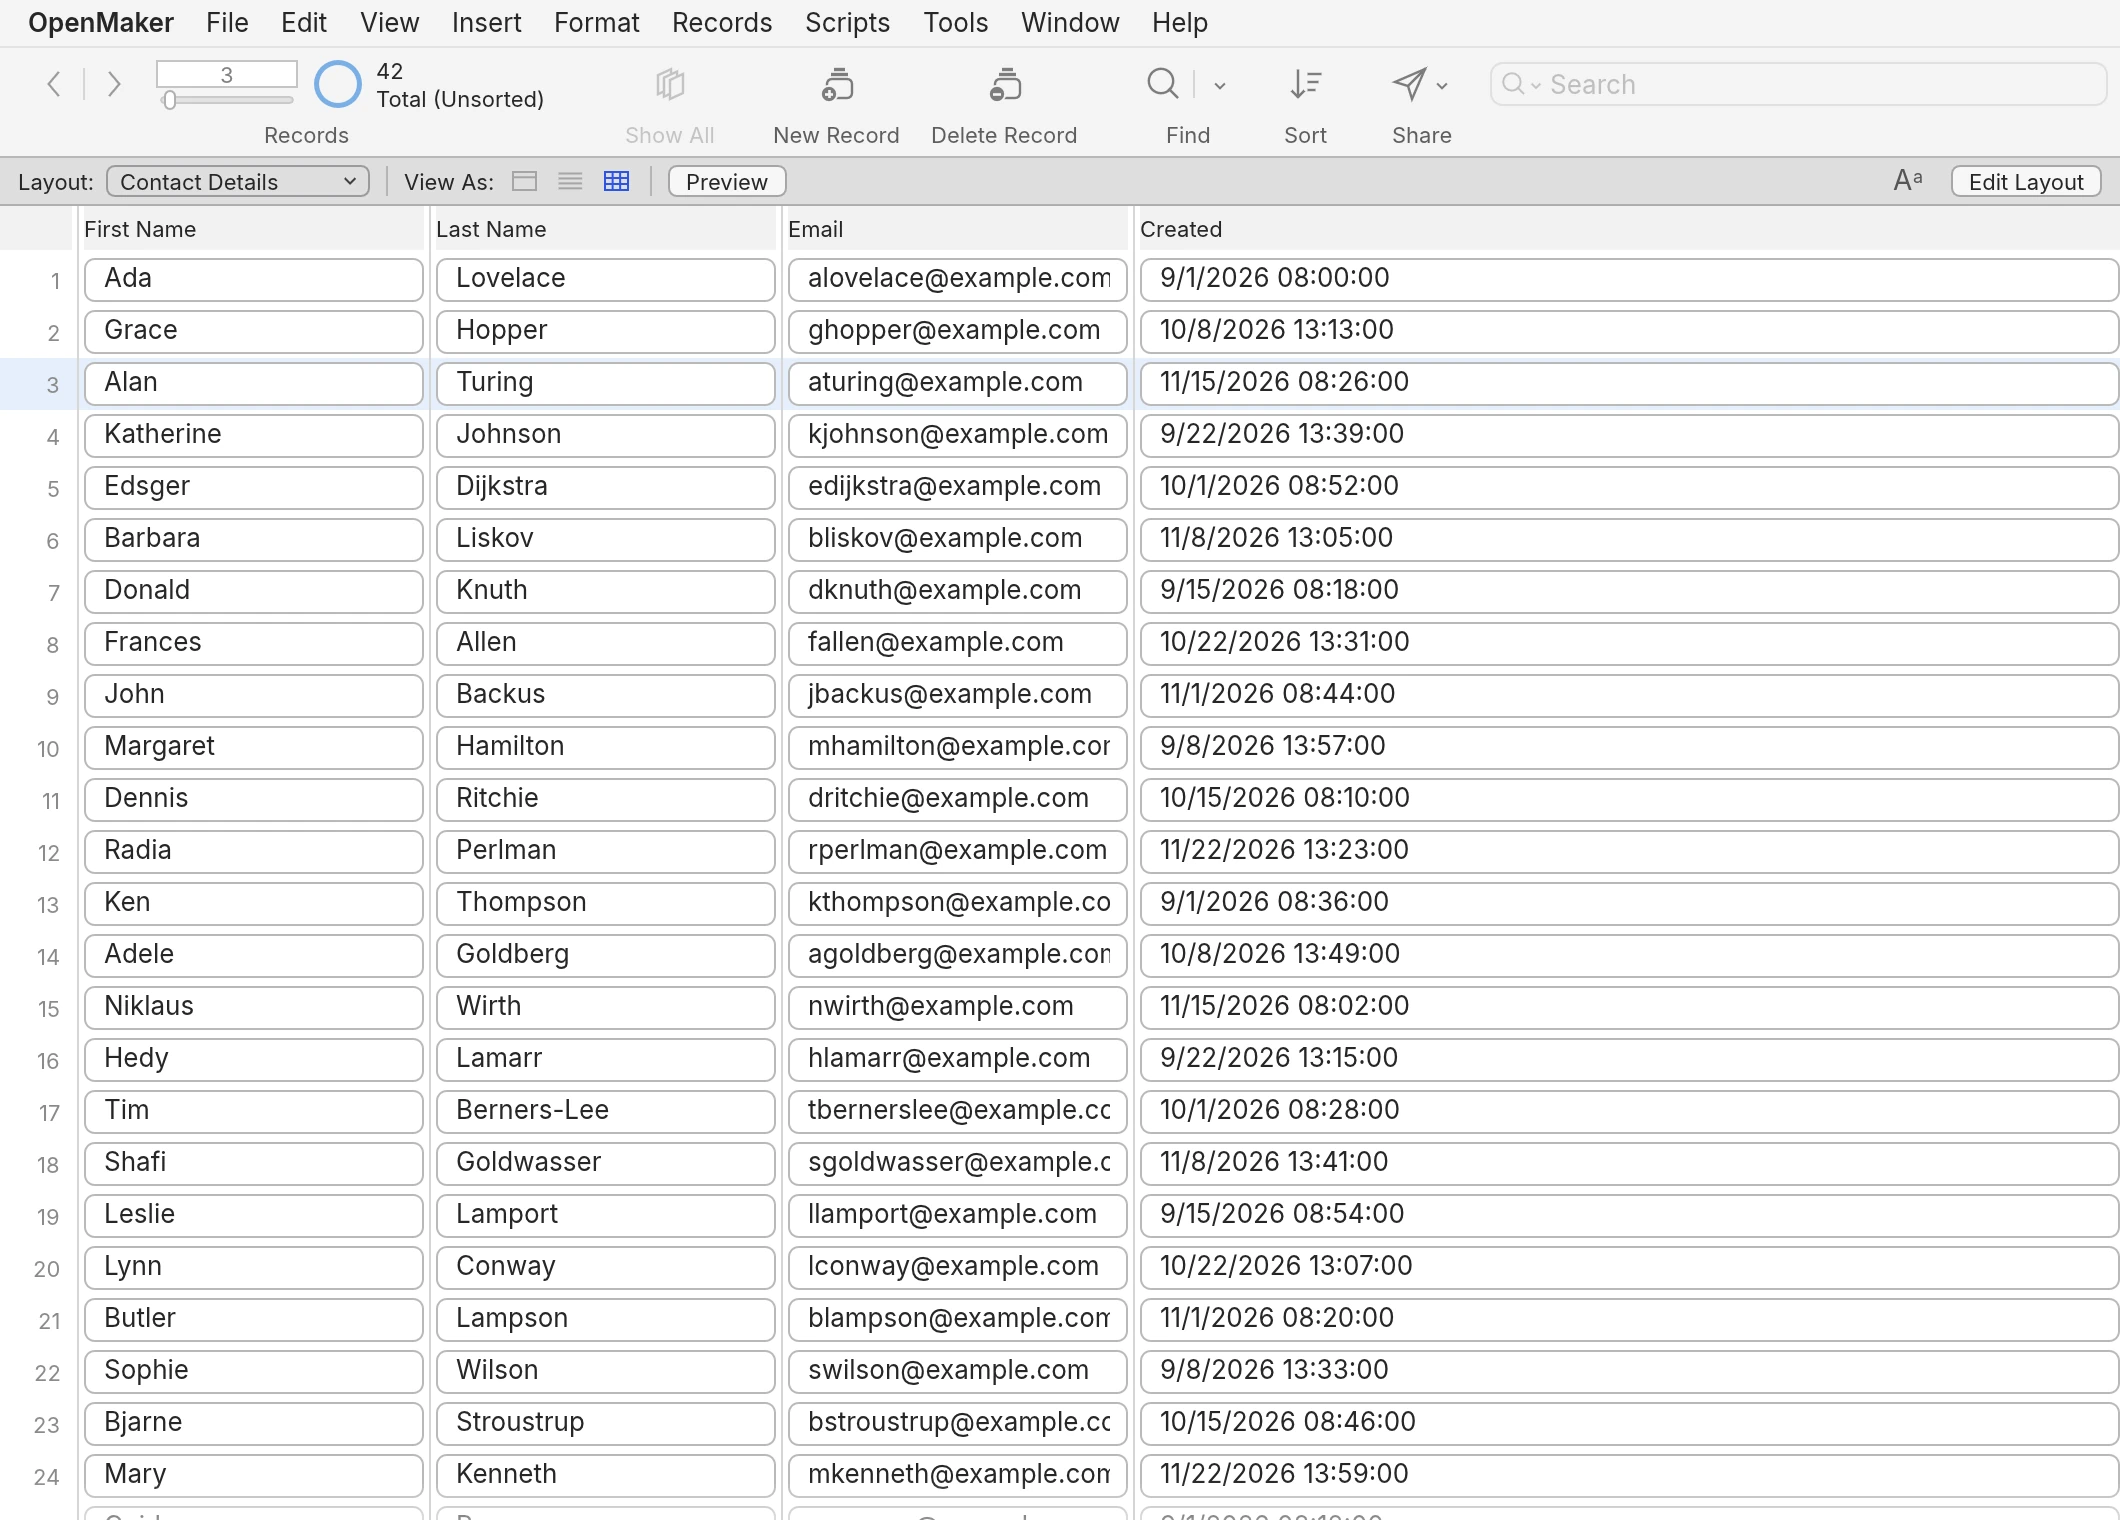 OpenMaker File Edit View Insert Format Records Scripts Tools Window Help
3 42
Total (Unsorted)
Search
Records Show All New Record Delete Record Find Sort Share
Layout: Contact Details View As: Preview Aa Edit Layout
First Name Last Name Email Created
1 Ada Lovelace alovelace@example.com 9/1/2026 08:00:00
2 Grace Hopper ghopper@example.com 10/8/2026 13:13:00
3 Alan Turing aturing@example.com 11/15/2026 08:26:00
4 Katherine Johnson kjohnson@example.com 9/22/2026 13:39:00
5 Edsger Dijkstra edijkstra@example.com 10/1/2026 08:52:00
6 Barbara Liskov bliskov@example.com 11/8/2026 13:05:00
7 Donald Knuth dknuth@example.com 9/15/2026 08:18:00
8 Frances Allen fallen@example.com 10/22/2026 13:31:00
9 John Backus jbackus@example.com 11/1/2026 08:44:00
10 Margaret Hamilton mhamilton@example.com 9/8/2026 13:57:00
11 Dennis Ritchie dritchie@example.com 10/15/2026 08:10:00
12 Radia Perlman rperlman@example.com 11/22/2026 13:23:00
13 Ken Thompson kthompson@example.co 9/1/2026 08:36:00
14 Adele Goldberg agoldberg@example.com 10/8/2026 13:49:00
15 Niklaus Wirth nwirth@example.com 11/15/2026 08:02:00
16 Hedy Lamarr hlamarr@example.com 9/22/2026 13:15:00
17 Tim Berners-Lee tbernerslee@example.co 10/1/2026 08:28:00
18 Shafi Goldwasser sgoldwasser@example.c 11/8/2026 13:41:00
19 Leslie Lamport llamport@example.com 9/15/2026 08:54:00
20 Lynn Conway lconway@example.com 10/22/2026 13:07:00
21 Butler Lampson blampson@example.com 11/1/2026 08:20:00
22 Sophie Wilson swilson@example.com 9/8/2026 13:33:00
23 Bjarne Stroustrup bstroustrup@example.co 10/15/2026 08:46:00
24 Mary Kenneth mkenneth@example.com 11/22/2026 13:59:00